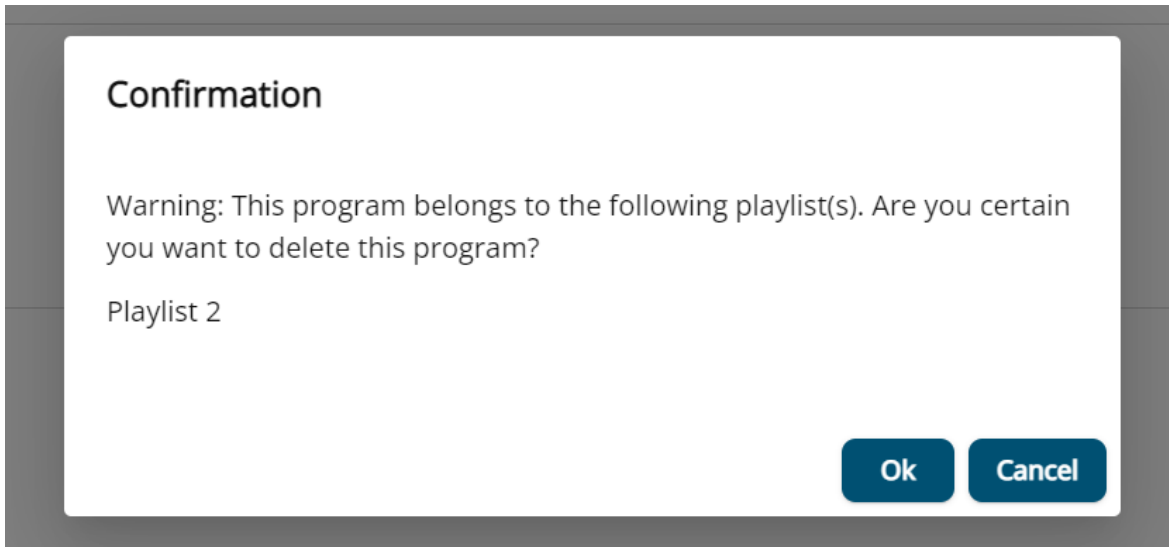 Confirmation
Warning: This program belongs to the following playlist(s). Are you certain
you want to delete this program?
Playlist 2
Ok
Cancel